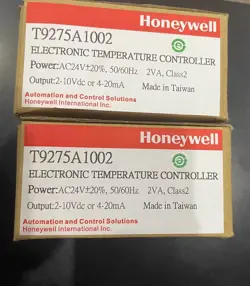 Honeywell
T9275A1002
ELECTRONIC TEMPERATURE CONTROLLER
Power:AC24V±20%, 50/60Hz 2VA, Class2
Output:2-10Vdc or 4-20mA Made in Taiwan
Automation and Control Solutions
Honeywell International Inc.
Honeywell
T9275A1002
ELECTRONIC TEMPERATURE CONTROLLER
Power:AC24V±20%, 50/60Hz 2VA, Class2
Output:2-10Vdc or 4-20mA Made in Taiwan
Automation and Control Solutions
Honeywell International Inc.